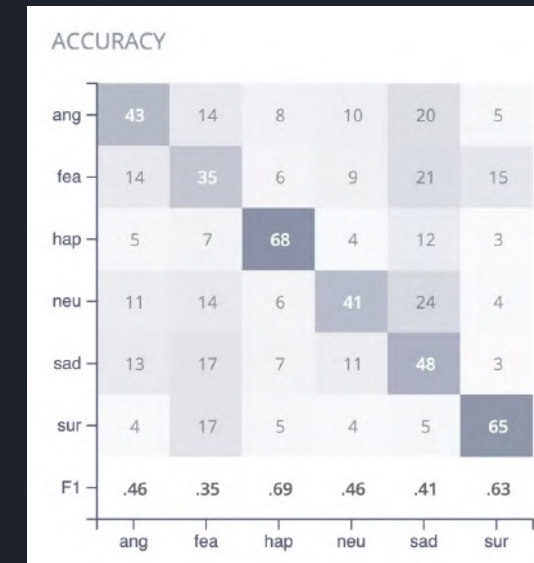 ACCURACY
ang 43 14 8 10 20 5
fea 14 35 6 9 21 15
hap 5 7 68 4 12 3
neu 11 14 6 41 24 4
sad 13 17 7 11 48 3
sur 4 17 5 4 5 65
F1 .46 .35 .69 .46 .41 .63
ang fea hap neu sad sur